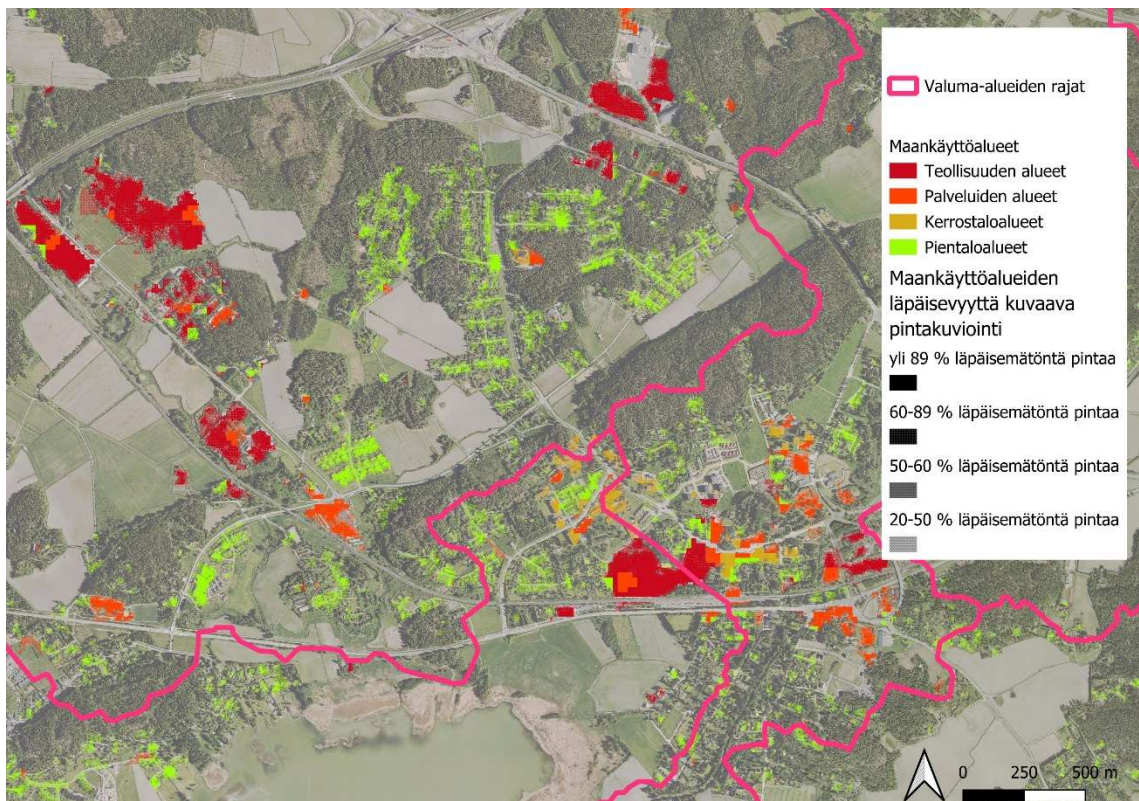 Valuma-alueiden rajat
Maankäyttöalueet
Teollisuuden alueet
Palveluiden alueet
Kerrostaloalueet
Pientaloalueet
Maankäyttöalueiden
läpäisevyyttä kuvaava
pintakuviointi
yli 89 % läpäisemätöntä pintaa
60-89 % läpäisemätöntä pintaa
50-60 % läpäisemätöntä pintaa
20-50 % läpäisemätöntä pintaa
0 250 500 m